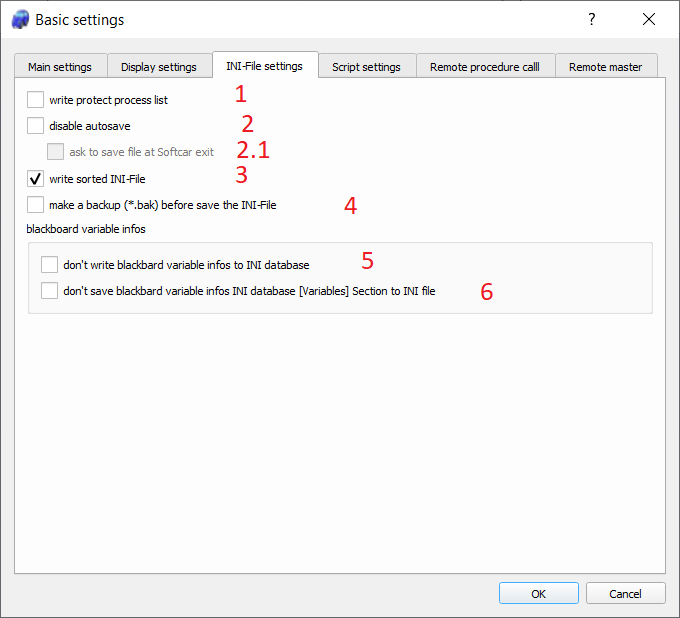 Basic settings
?
Main settings
Display settings
INI-File settings
Script settings
Remote procedure calll
Remote master
write protect process list 1
disable autosave 2
ask to save file at Softcar exit 2.1
write sorted INI-File 3
make a backup (*.bak) before save the INI-File 4
blackboard variable infos
don't write blackbard variable infos to INI database 5
don't save blackbard variable infos INI database [Variables] Section to INI file 6
OK
Cancel